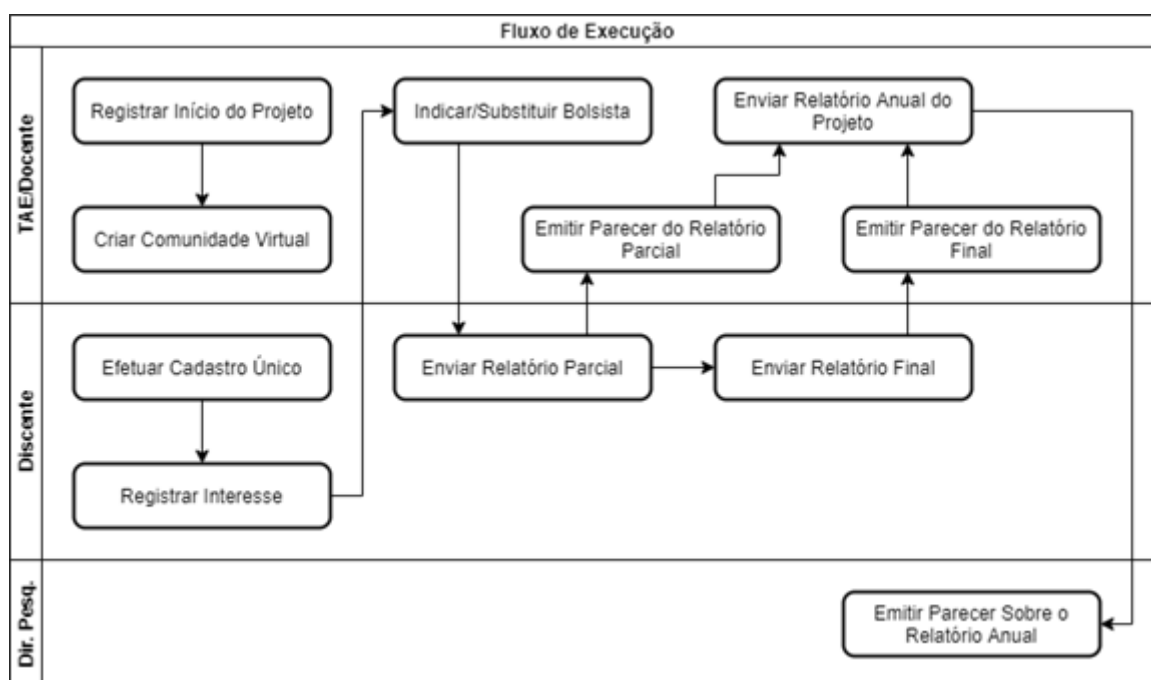 Fluxo de Execução
TAE/Docente
Registrar Início do Projeto
Indicar/Substituir Bolsista
Enviar Relatório Anual do
Projeto
Criar Comunidade Virtual
Emitir Parecer do Relatório
Parcial
Emitir Parecer do Relatório
Final
Discente
Efetuar Cadastro Único
Enviar Relatório Parcial
Enviar Relatório Final
Registrar Interesse
Dir. Pesq.
Emitir Parecer Sobre o
Relatório Anual